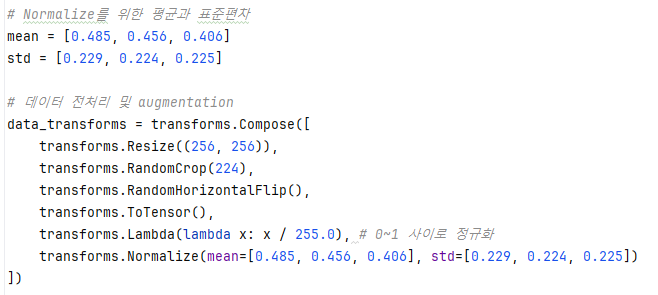 # Normalize를 위한 평균과 표준편차
mean = [0.485, 0.456, 0.406]
std = [0.229, 0.224, 0.225]
# 데이터 전처리 및 augmentation
data_transforms = transforms.Compose([
    transforms.Resize((256, 256)),
    transforms.RandomCrop(224),
    transforms.RandomHorizontalFlip(),
    transforms.ToTensor(),
    transforms.Lambda(lambda x: x / 255.0), # 0~1 사이로 정규화
    transforms.Normalize(mean=[0.485, 0.456, 0.406], std=[0.229, 0.224, 0.225])
])